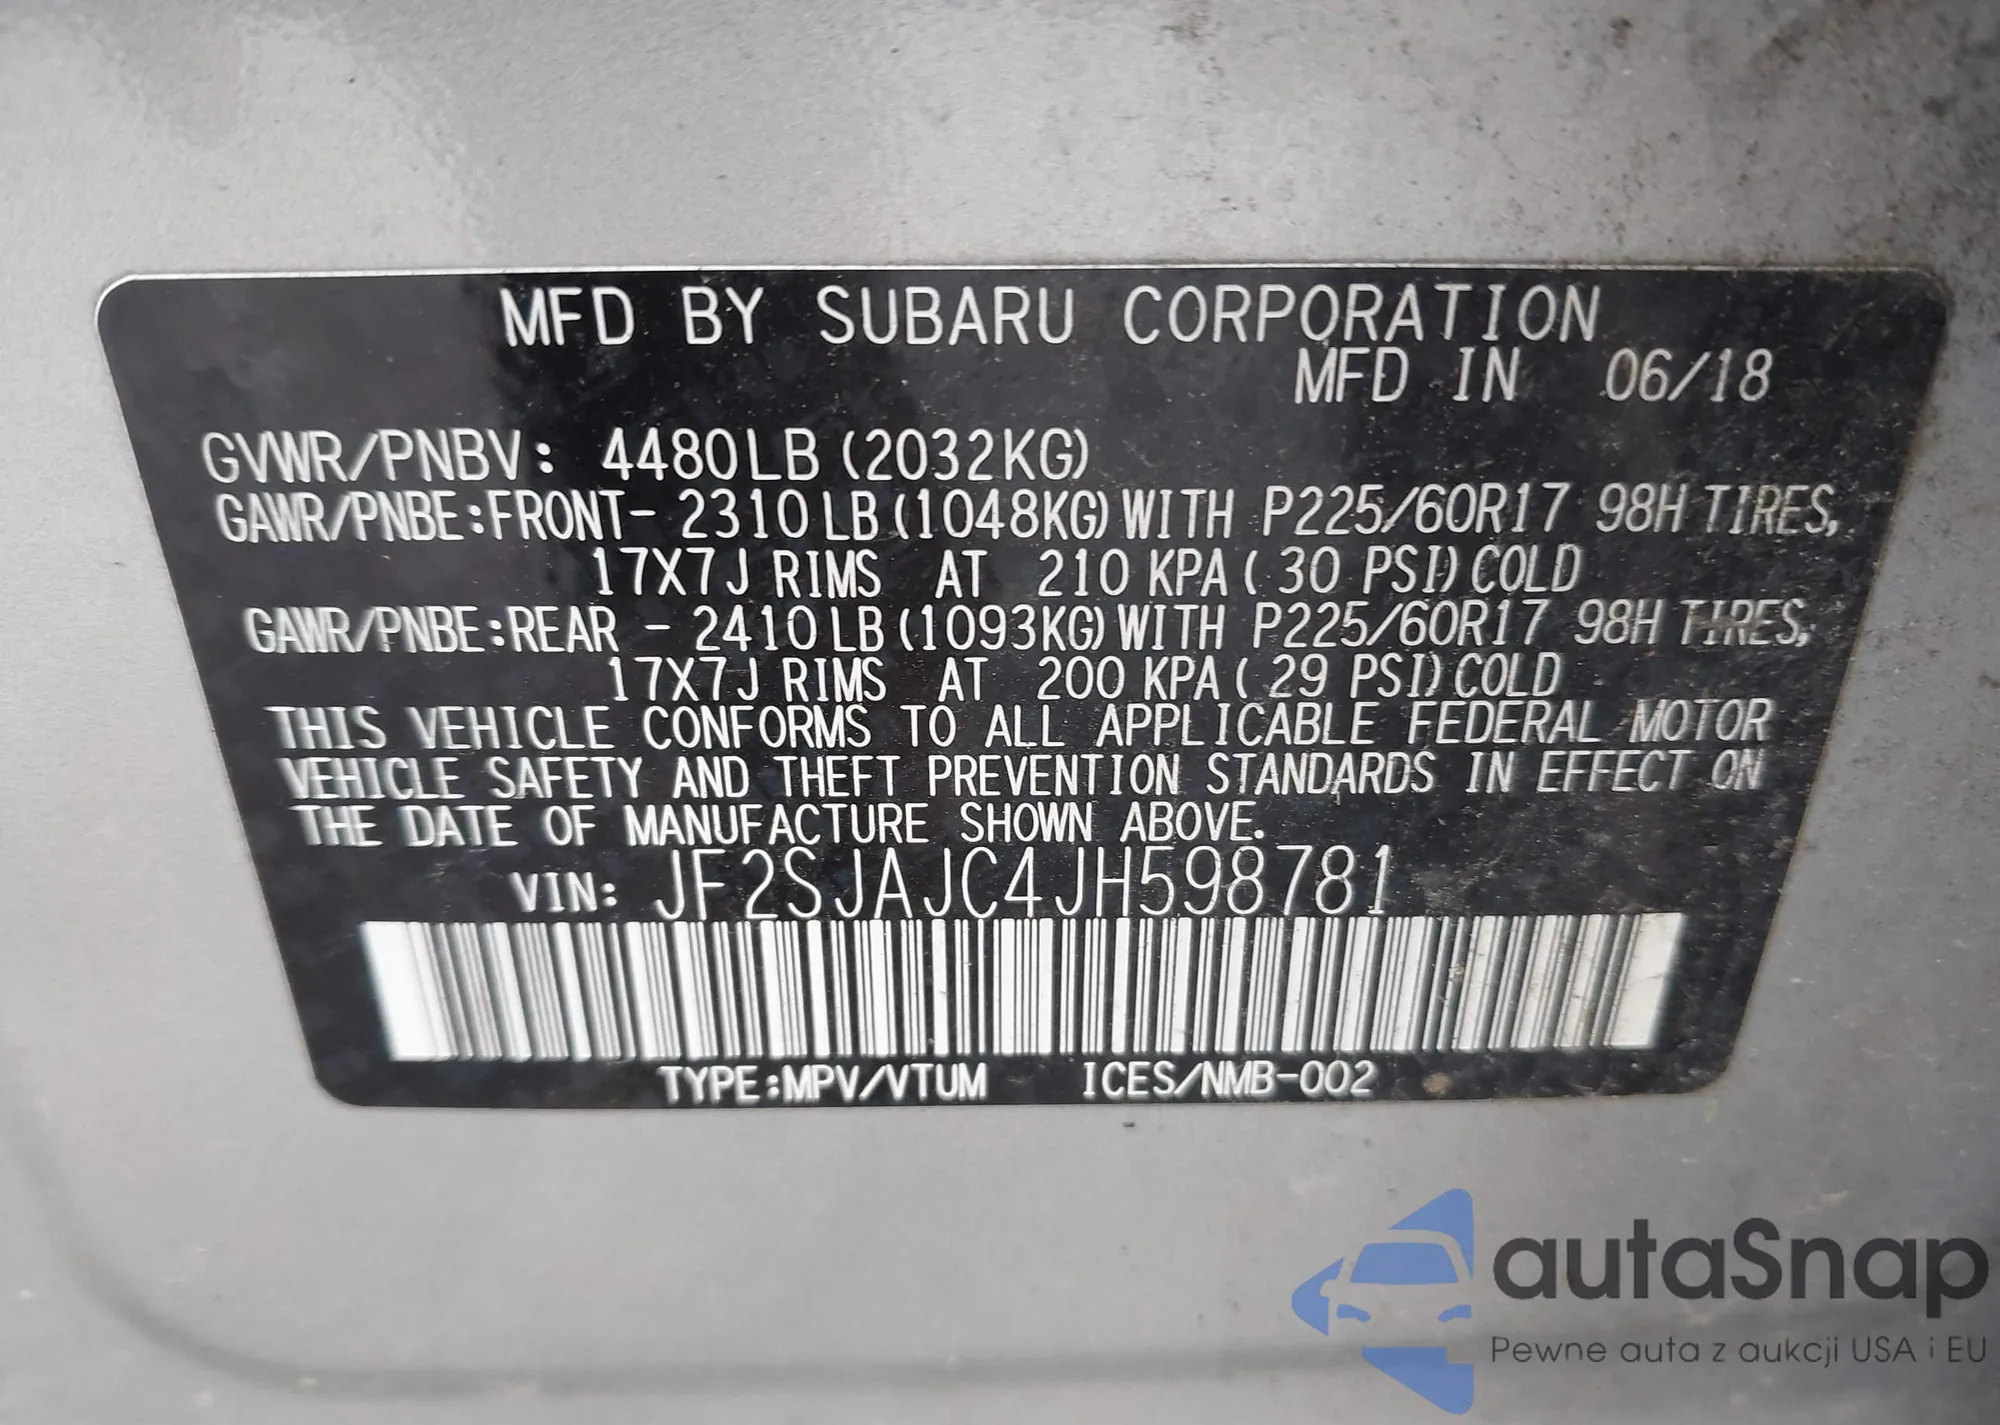 MFD BY SUBARU CORPORATION
MFD IN 06/18
GVWR/PNBV: 4480LB (2032KG)
GAWR/PNBE:FRONT- 2310LB (1048KG) WITH P225/60R17 98H TIRES,
17X7J RIMS AT 210 KPA ( 30 PSI) COLD
GAWR/PNBE:REAR - 2410LB (1093KG) WITH P225/60R17 98H TIRES,
17X7J RIMS AT 200 KPA ( 29 PSI) COLD
THIS VEHICLE CONFORMS TO ALL APPLICABLE FEDERAL MOTOR
VEHICLE SAFETY AND THEFT PREVENTION STANDARDS IN EFFECT ON
THE DATE OF MANUFACTURE SHOWN ABOVE.
VIN: JF2SJAJC4JH598781
TYPE:MPV/VTUM ICES/NMB-002
autaSnap
Pewne auta z aukcji USA i EU